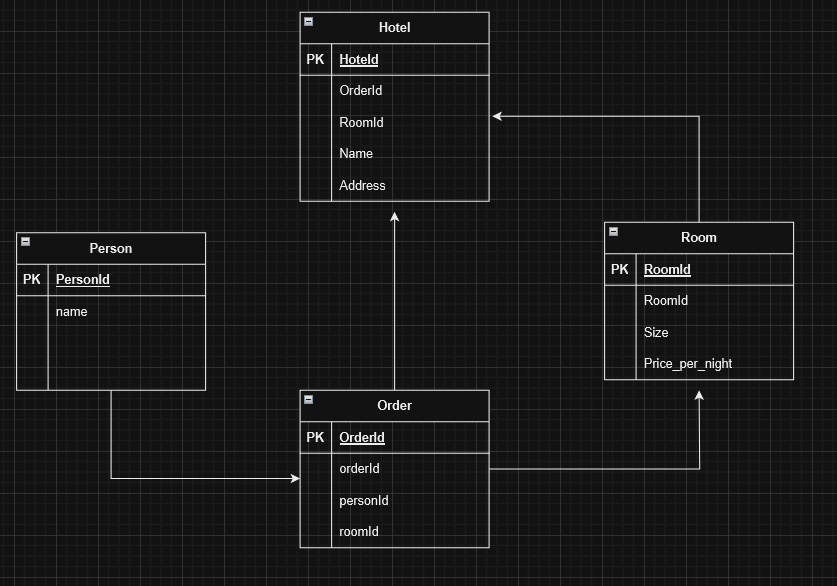 Hotel
PK HoteId
OrderId
RoomId
Name
Address
Person
PK PersonId
name
Room
PK RoomId
RoomId
Size
Price_per_night
Order
PK OrderId
orderId
personId
roomId